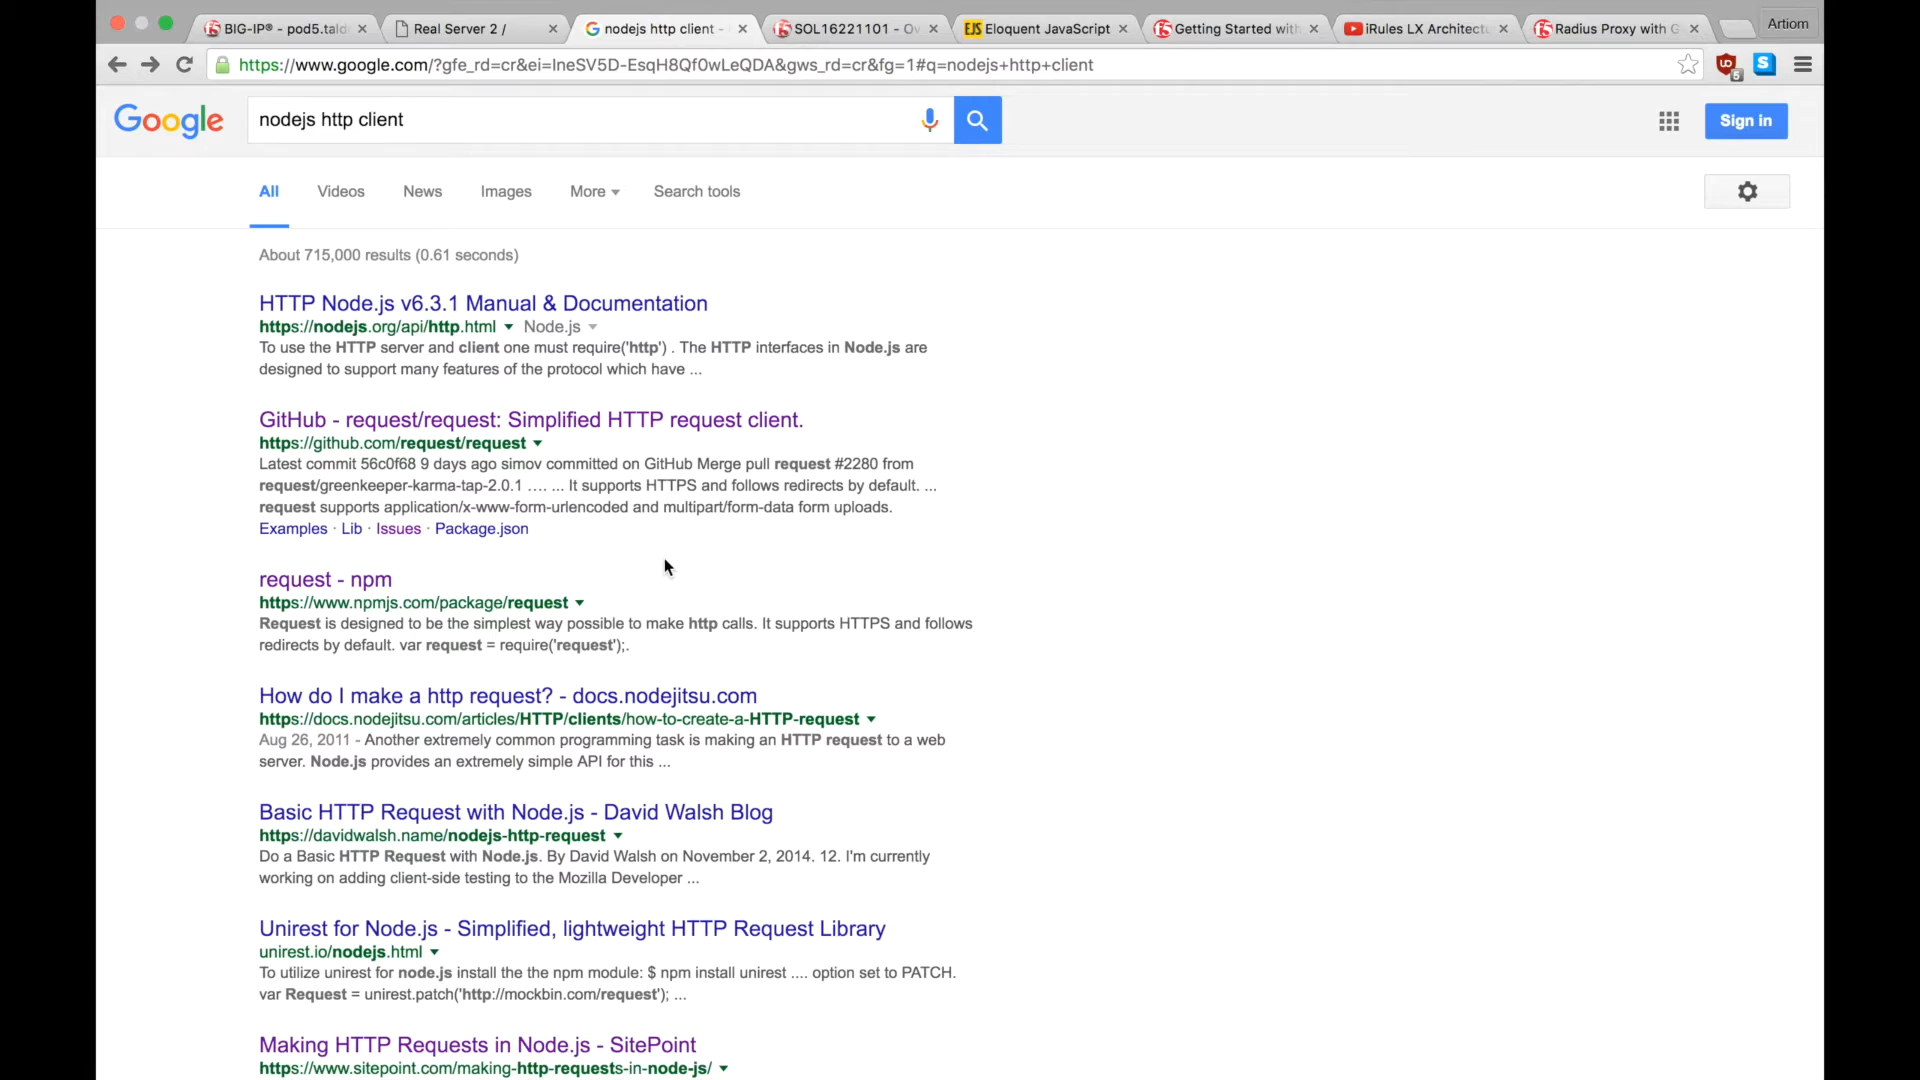 BIG-IP® - pod5.tald
Real Server 2 /
nodejs http client -
SOL16221101 - Ov
EJS Eloquent JavaScript
Getting Started with
iRules LX Architectu
Radius Proxy with G
Artiom
https://www.google.com/?gfe_rd=cr&ei=IneSV5D-EsqH8Qf0wLeQDA&gws_rd=cr&fg=1#q=nodejs+http+client
5
S
Google
nodejs http client
Sign in
All
Videos
News
Images
More
Search tools
About 715,000 results (0.61 seconds)
HTTP Node.js v6.3.1 Manual & Documentation
https://nodejs.org/api/http.html Node.js
To use the HTTP server and client one must require('http') . The HTTP interfaces in Node.js are
designed to support many features of the protocol which have ...
GitHub - request/request: Simplified HTTP request client.
https://github.com/request/request
Latest commit 56c0f68 9 days ago simov committed on GitHub Merge pull request #2280 from
request/greenkeeper-karma-tap-2.0.1 .... ... It supports HTTPS and follows redirects by default. ...
request supports application/x-www-form-urlencoded and multipart/form-data form uploads.
Examples · Lib · Issues · Package.json
request - npm
https://www.npmjs.com/package/request
Request is designed to be the simplest way possible to make http calls. It supports HTTPS and follows
redirects by default. var request = require('request');.
How do I make a http request? - docs.nodejitsu.com
https://docs.nodejitsu.com/articles/HTTP/clients/how-to-create-a-HTTP-request
Aug 26, 2011 - Another extremely common programming task is making an HTTP request to a web
server. Node.js provides an extremely simple API for this ...
Basic HTTP Request with Node.js - David Walsh Blog
https://davidwalsh.name/nodejs-http-request
Do a Basic HTTP Request with Node.js. By David Walsh on November 2, 2014. 12. I'm currently
working on adding client-side testing to the Mozilla Developer ...
Unirest for Node.js - Simplified, lightweight HTTP Request Library
unirest.io/nodejs.html
To utilize unirest for node.js install the the npm module: $ npm install unirest .... option set to PATCH.
var Request = unirest.patch('http://mockbin.com/request'); ...
Making HTTP Requests in Node.js - SitePoint
https://www.sitepoint.com/making-http-requests-in-node-js/